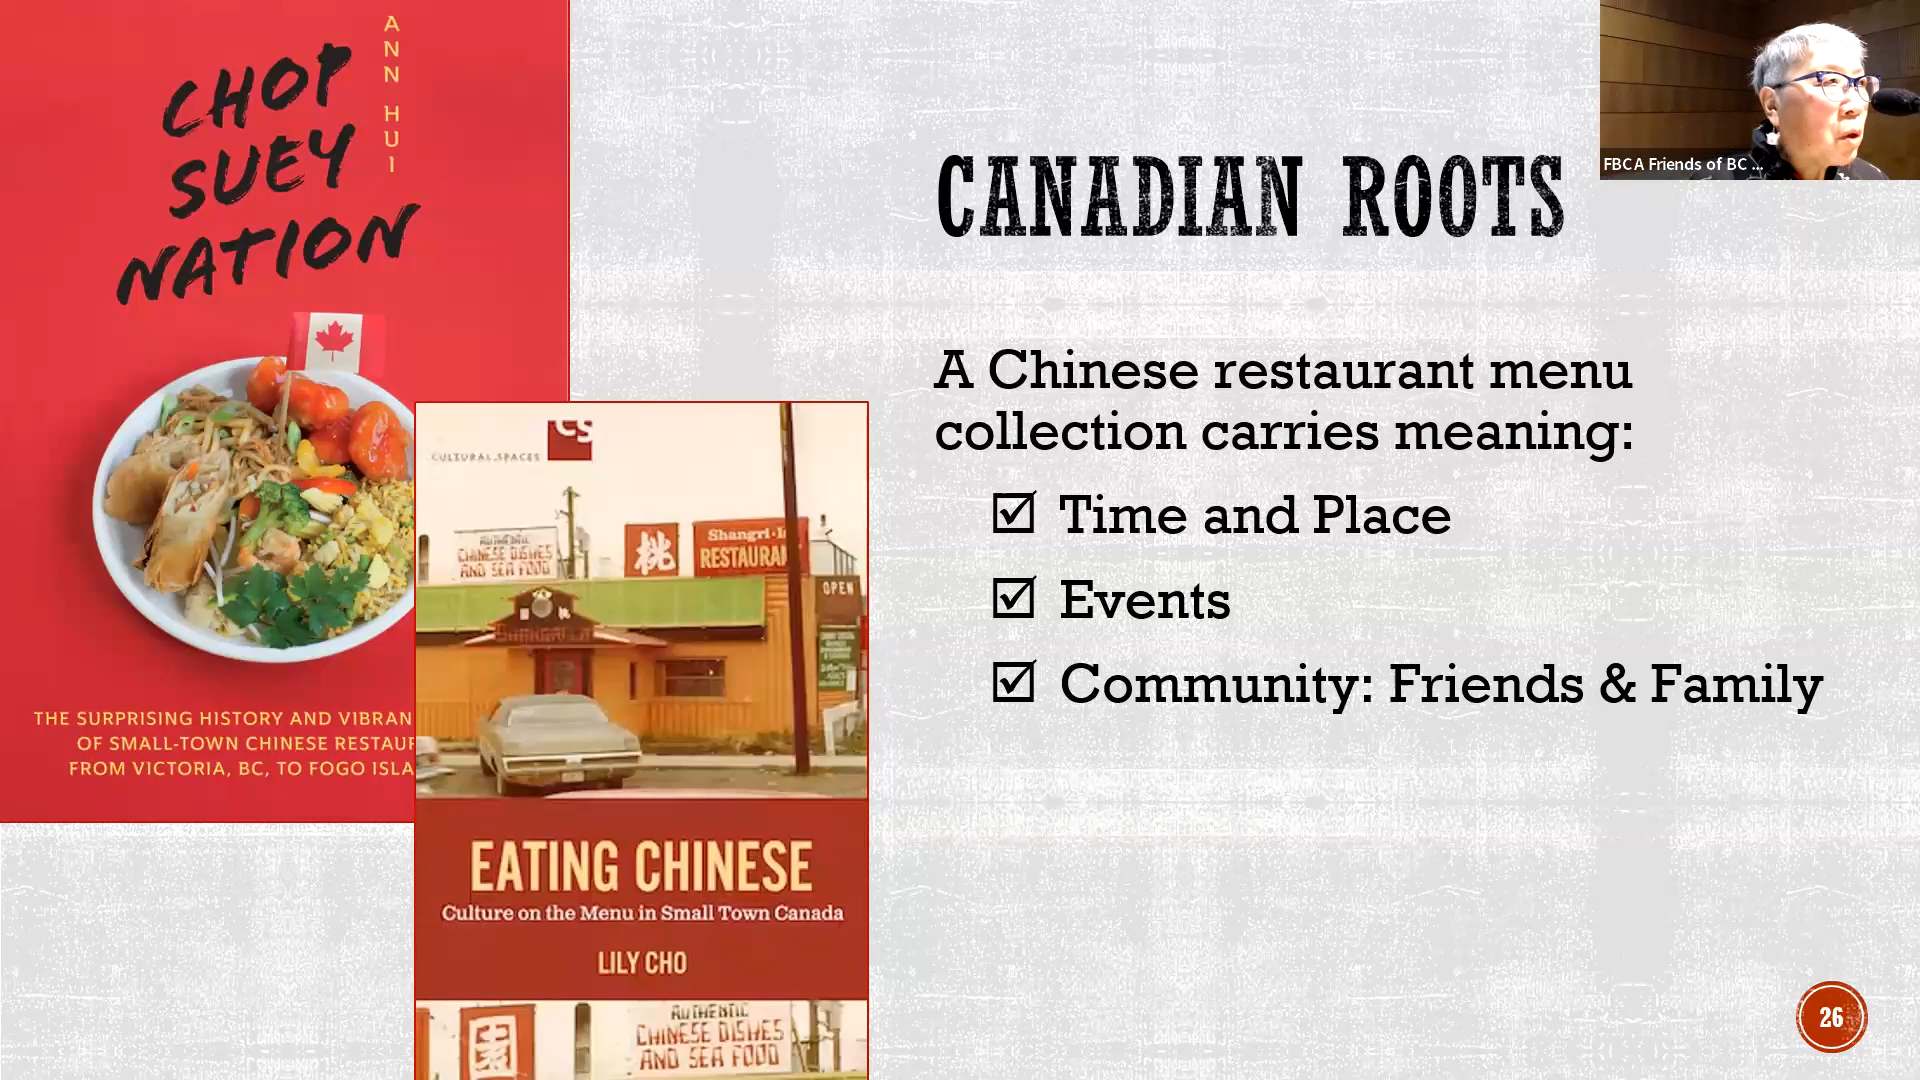 ANN HUI
CHOP
SUEY
NATION
THE SURPRISING HISTORY AND VIBRAN
OF SMALL-TOWN CHINESE RESTAUR
FROM VICTORIA, BC, TO FOGO ISLA
CULTURAL SPACES
cs
AUTHENTIC
CHINESE DISHES
AND SEA FOOD
桃
Shangri-l
RESTAURAN
OPEN
EATING CHINESE
Culture on the Menu in Small Town Canada
LILY CHO
AUTHENTIC
CHINESE DISHES
AND SEA FOOD
CANADIAN ROOTS
A Chinese restaurant menu
collection carries meaning:
☑ Time and Place
☑ Events
☑ Community: Friends & Family
FBCA Friends of BC ...
26